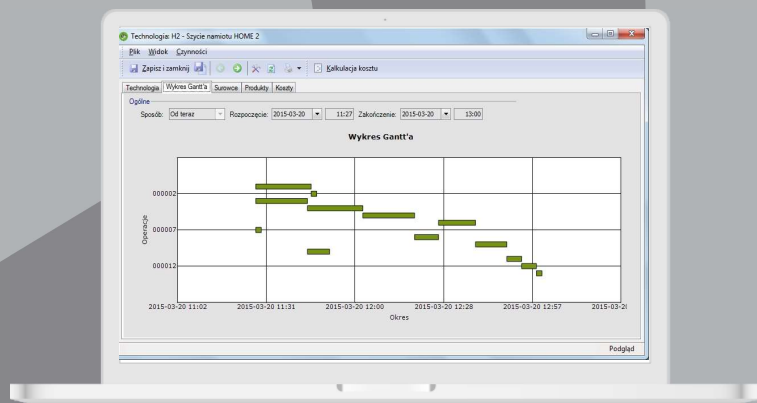 Technologia: H2 - Szycie namiotu HOME 2
Plik Widok Czynności
Zapisz i zamknij Kalkulacja kosztu
Technologia Wykres Gantt'a Surowce Produkty Koszty
Ogólne
Sposób: Od teraz Rozpoczęcie: 2015-03-20 11:27 Zakończenie: 2015-03-20 13:00
Wykres Gantt'a
000002
Operacje
000007
000012
2015-03-20 11:02 2015-03-20 11:31 2015-03-20 12:00 2015-03-20 12:28 2015-03-20 12:57 2015-03-20
Okres
Podgląd